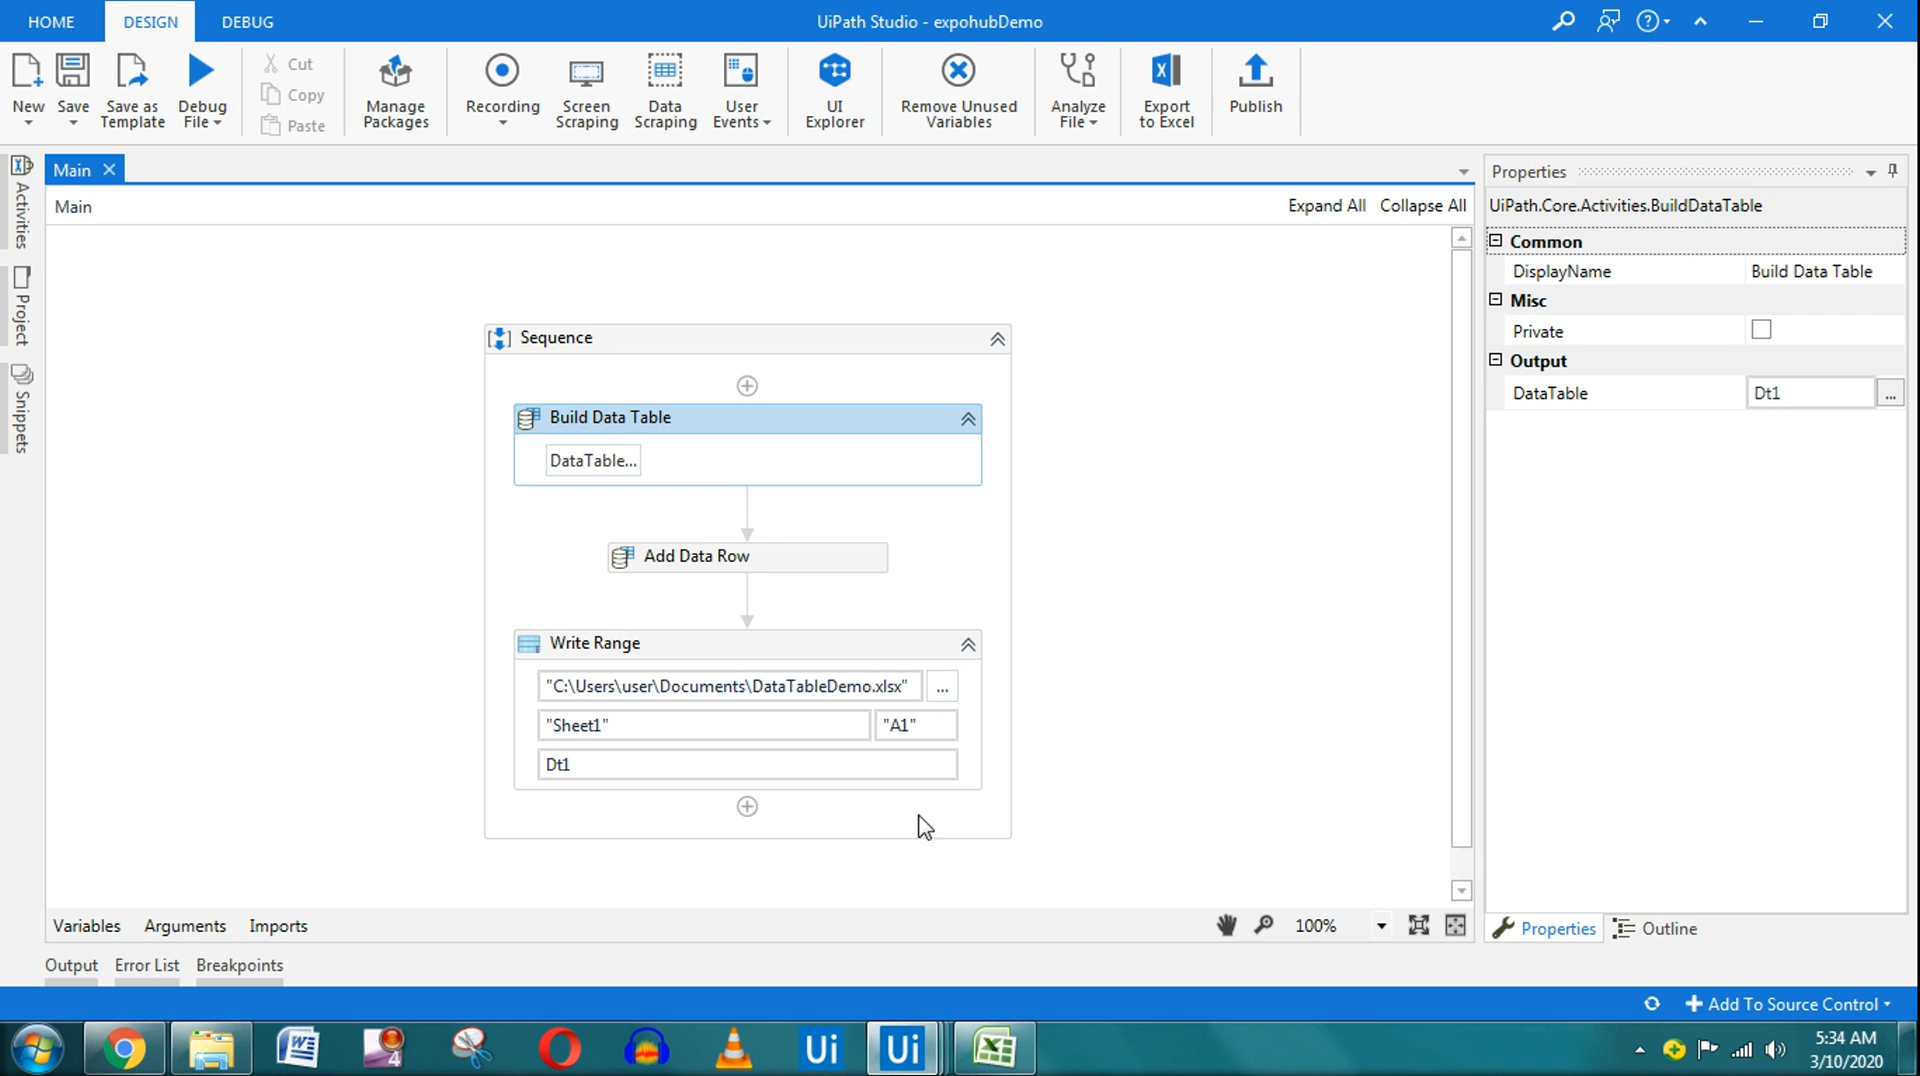 HOME DESIGN DEBUG UiPath Studio - expohubDemo
New Save Save as Template Debug File
Cut
Copy
Paste
Manage Packages
Recording Screen Scraping Data Scraping User Events
UI Explorer
Remove Unused Variables
Analyze File
Export to Excel
Publish
Activities
Project
Snippets
Main
Main Expand All Collapse All
Sequence
Build Data Table
DataTable...
Add Data Row
Write Range
"C:\Users\user\Documents\DataTableDemo.xlsx" ...
"Sheet1" "A1"
Dt1
Properties
UiPath.Core.Activities.BuildDataTable
Common
DisplayName Build Data Table
Misc
Private
Output
DataTable Dt1 ...
Variables Arguments Imports 100%
Properties Outline
Output Error List Breakpoints
Add To Source Control
W 4 Ui Ui X
5:34 AM
3/10/2020